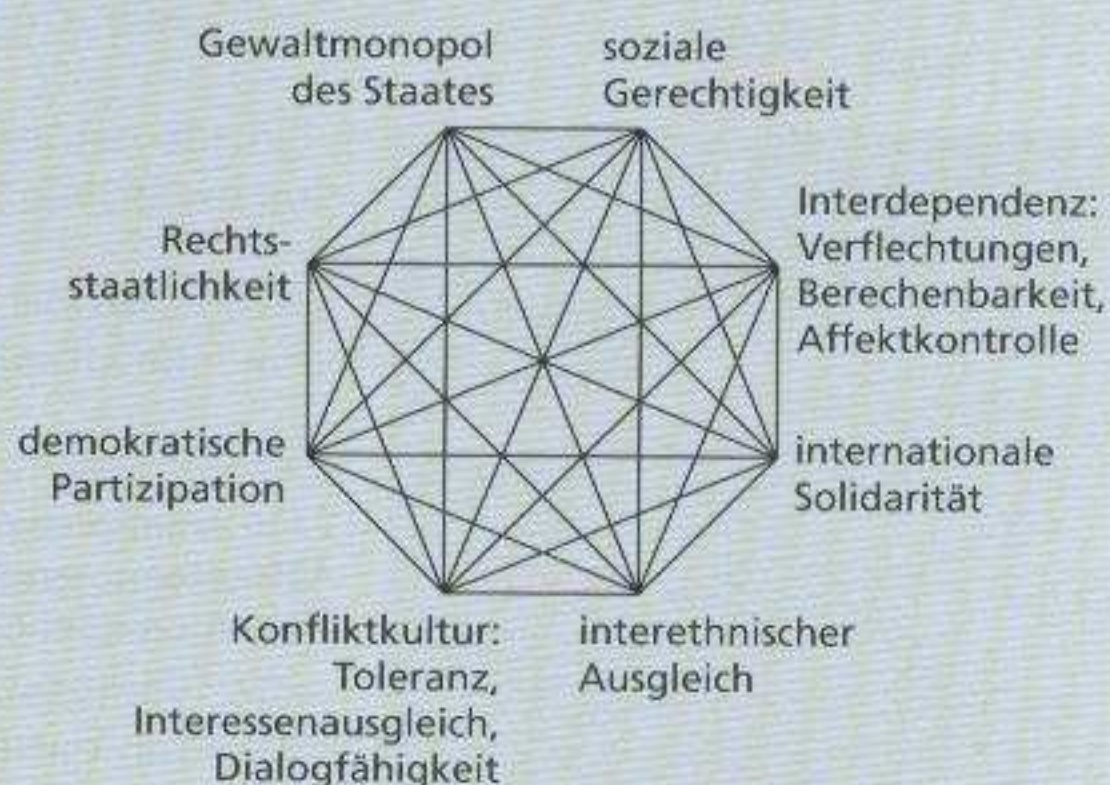 Gewaltmonopol
des Staates
soziale
Gerechtigkeit
Interdependenz:
Verflechtungen,
Berechenbarkeit,
Affektkontrolle
Rechts-
staatlichkeit
demokratische
Partizipation
internationale
Solidarität
Konfliktkultur:
Toleranz,
Interessenausgleich,
Dialogfähigkeit
interethnischer
Ausgleich